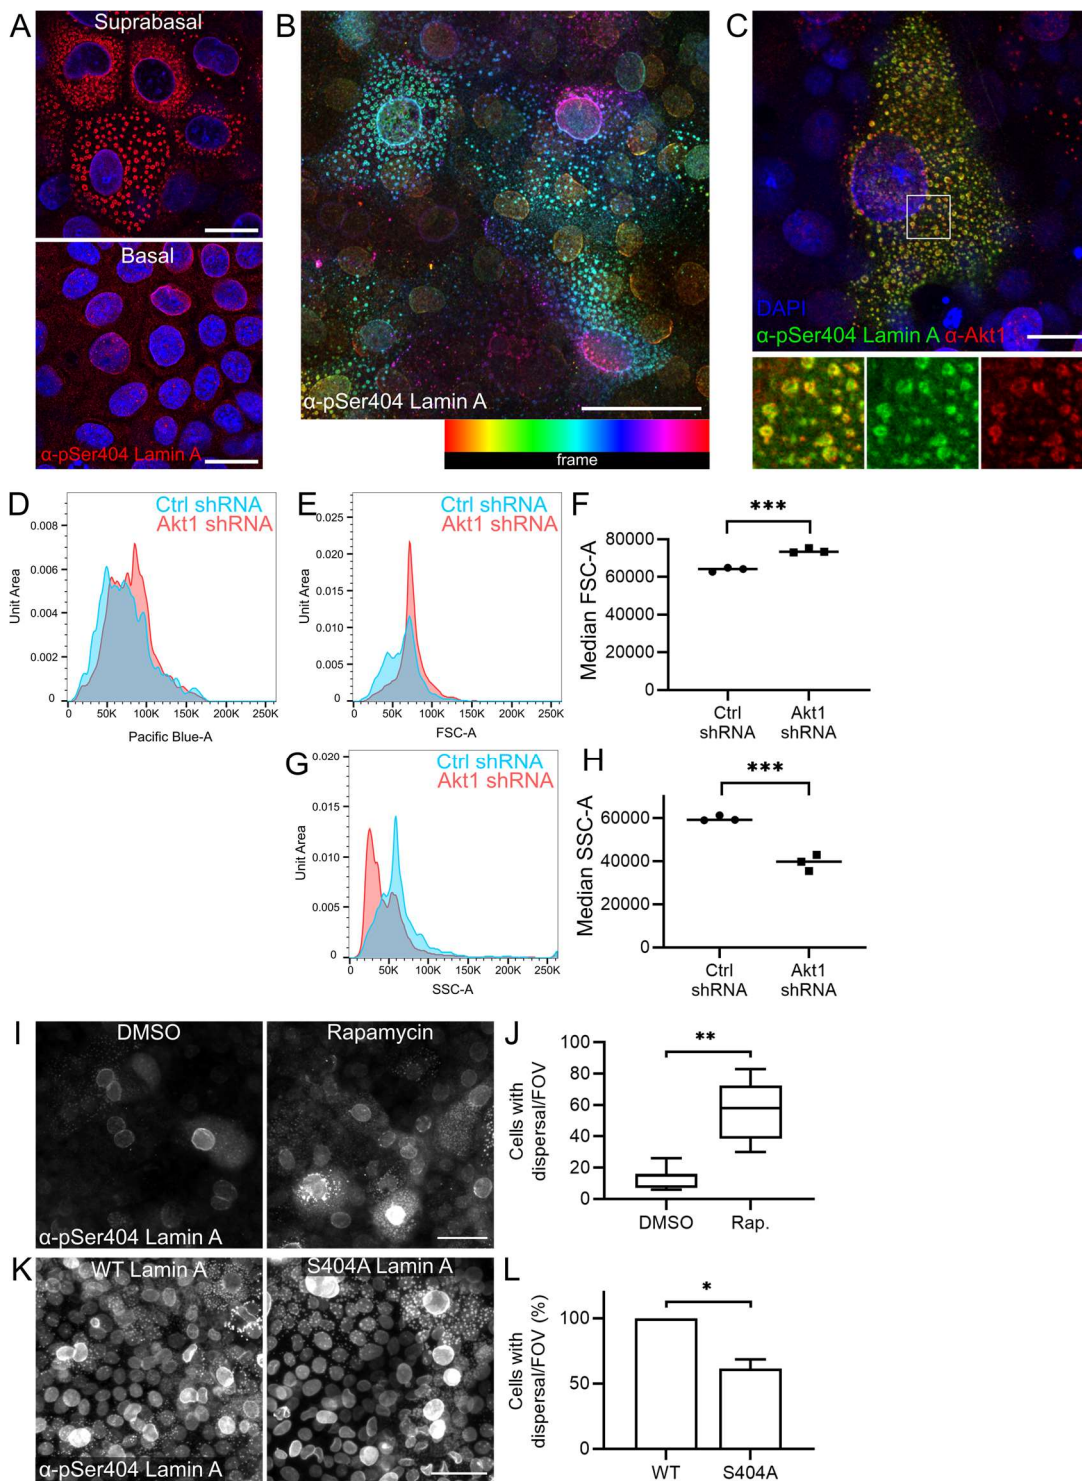 A
Suprabasal
Basal
α-pSer404 Lamin A
B
α-pSer404 Lamin A
frame
C
DAPI
α-pSer404 Lamin A α-Akt1
D
Ctrl shRNA
Akt1 shRNA
Unit Area
0.008
0.006
0.004
0.002
0
0 50K 100K 150K 200K 250K
Pacific Blue-A
E
Ctrl shRNA
Akt1 shRNA
Unit Area
0.025
0.020
0.015
0.010
0.005
0
0 50K 100K 150K 200K 250K
FSC-A
F
***
Median FSC-A
80000
60000
40000
20000
0
Ctrl
shRNA
Akt1
shRNA
G
Ctrl shRNA
Akt1 shRNA
Unit Area
0.020
0.015
0.010
0.005
0
0 50K 100K 150K 200K 250K
SSC-A
H
***
Median SSC-A
60000
40000
20000
0
Ctrl
shRNA
Akt1
shRNA
I
DMSO
Rapamycin
α-pSer404 Lamin A
J
**
Cells with
dispersal/FOV
100
80
60
40
20
0
DMSO Rap.
K
WT Lamin A
S404A Lamin A
α-pSer404 Lamin A
L
*
Cells with
dispersal/FOV (%)
100
50
0
WT S404A